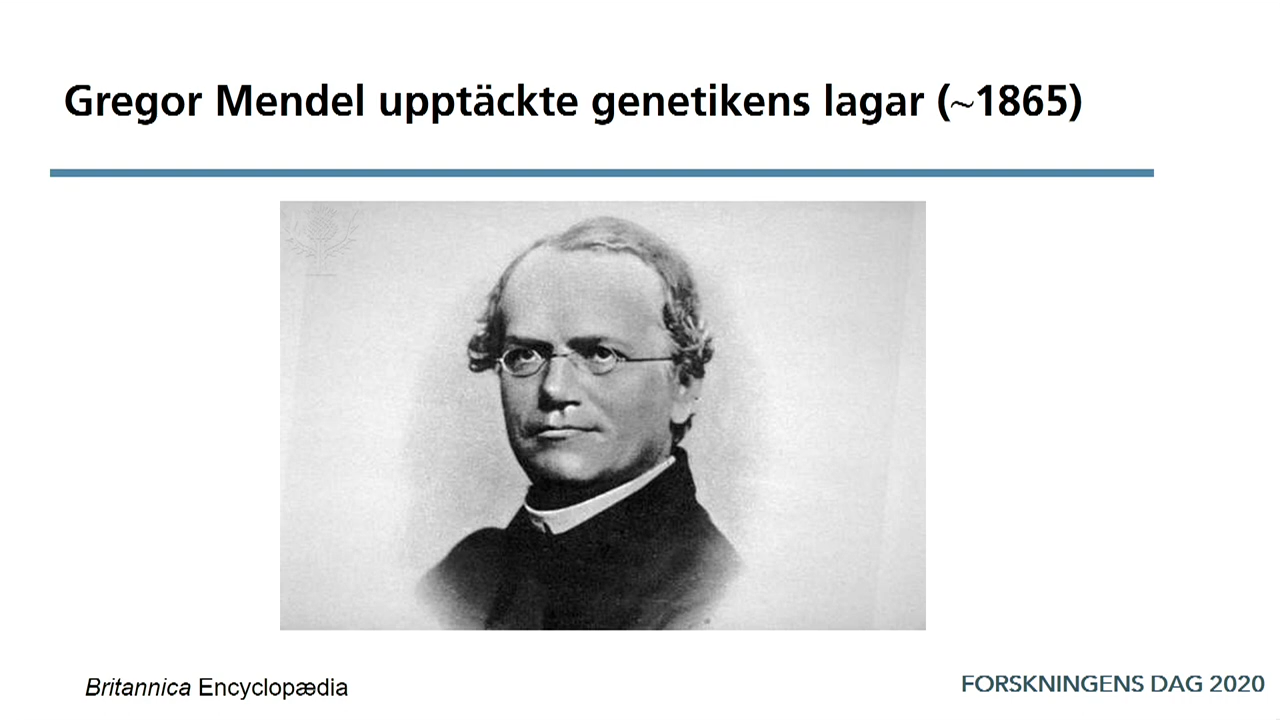 Gregor Mendel upptäckte genetikens lagar (~1865)
Britannica Encyclopædia
FORSKNINGENS DAG 2020